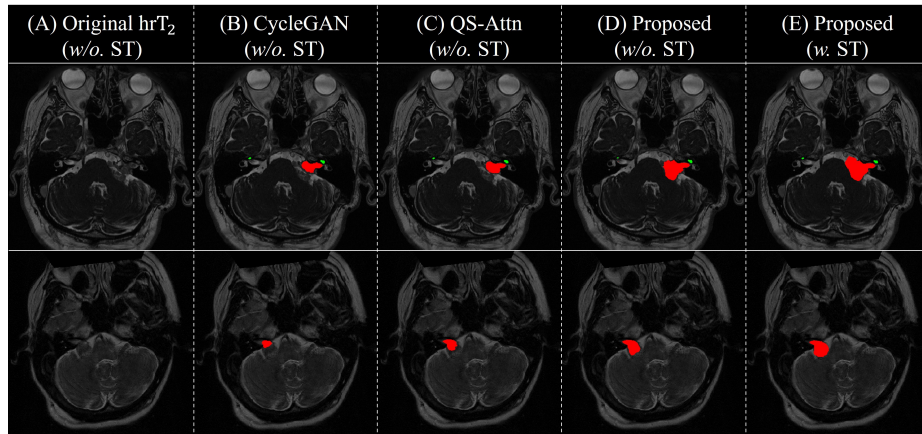 (A) Original hrT₂
(w/o. ST)
(B) CycleGAN
(w/o. ST)
(C) QS-Attn
(w/o. ST)
(D) Proposed
(w/o. ST)
(E) Proposed
(w. ST)